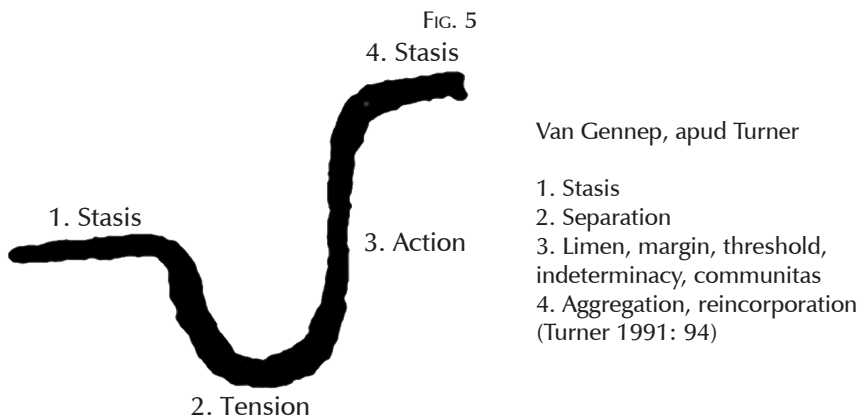 FIG. 5
4. Stasis
1. Stasis
3. Action
2. Tension
Van Gennep, apud Turner
1. Stasis
2. Separation
3. Limen, margin, threshold,
indeterminacy, communitas
4. Aggregation, reincorporation
(Turner 1991: 94)